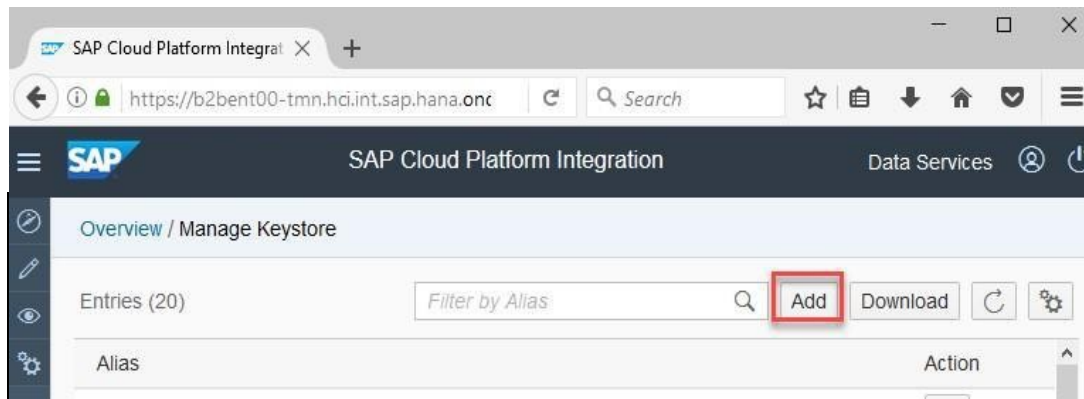 SAP SAP Cloud Platform Integrat
https://b2bent00-tmn.hci.int.sap.hana.onc Search
SAP SAP Cloud Platform Integration Data Services
Overview / Manage Keystore
Entries (20) Filter by Alias Add Download
Alias Action